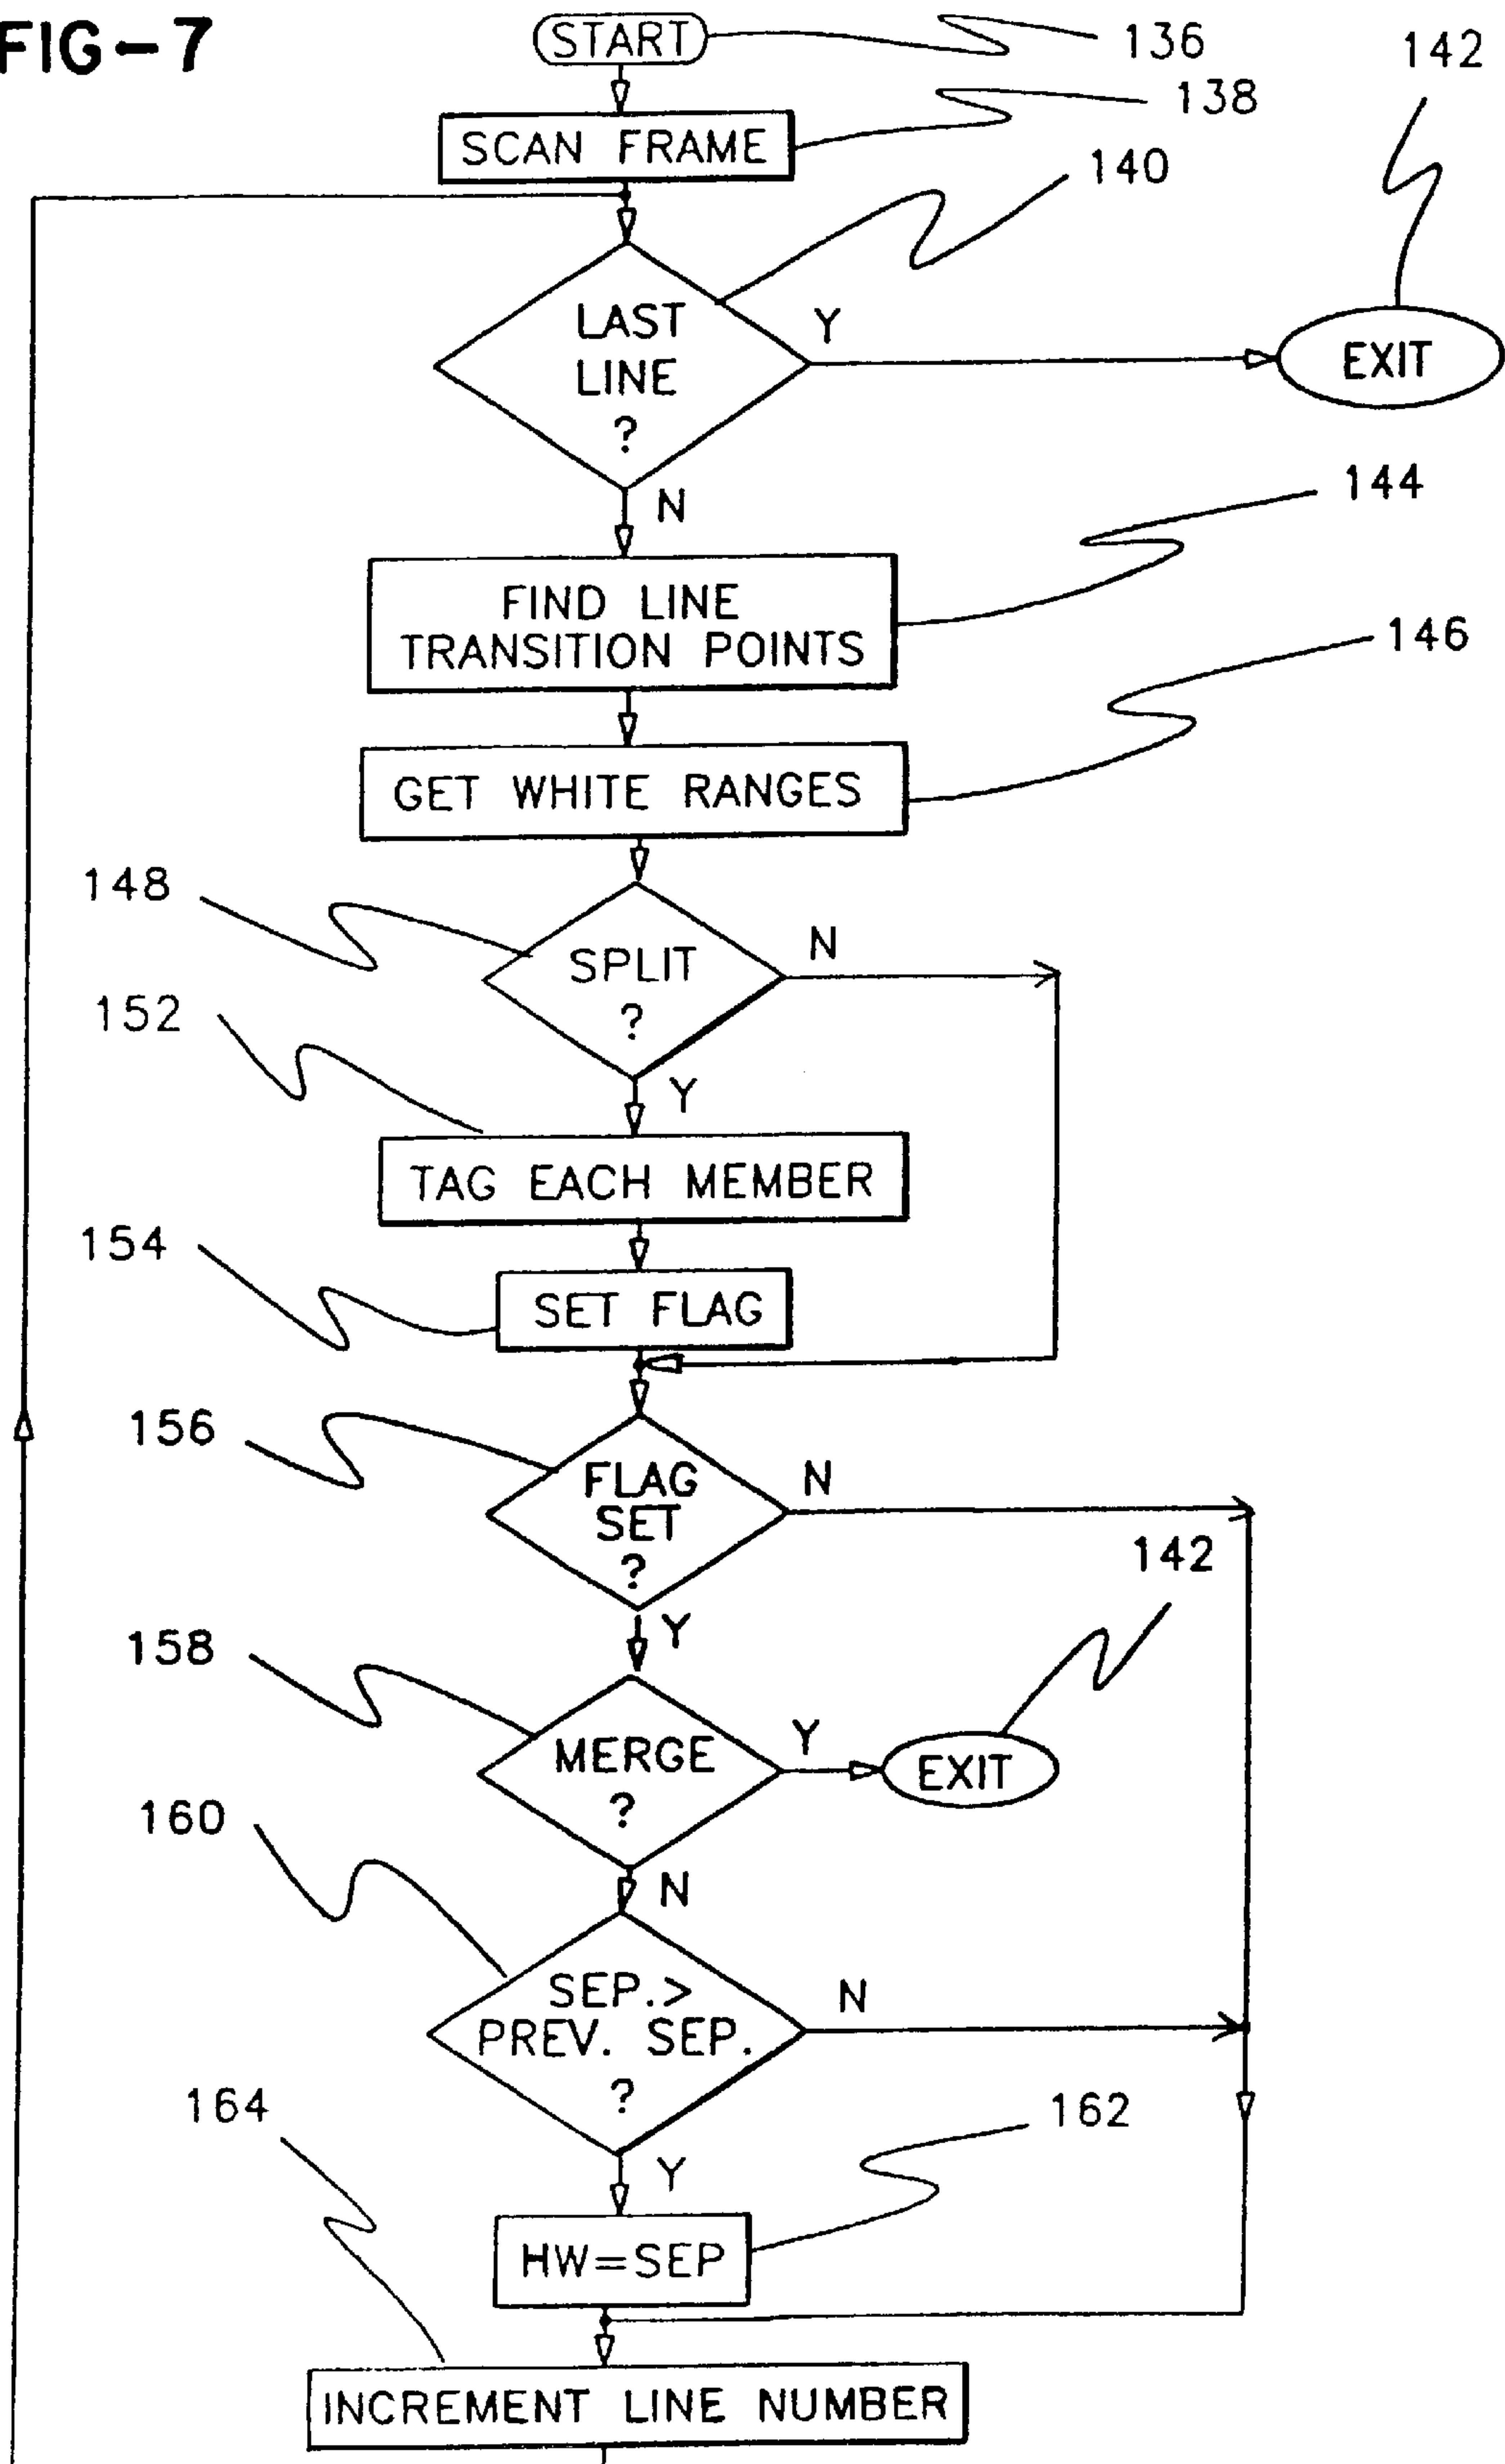 FIG-7
START
136
142
SCAN FRAME
138
140
LAST
LINE
?
Y
EXIT
N
144
FIND LINE
TRANSITION POINTS
146
GET WHITE RANGES
148
SPLIT
?
N
152
Y
TAG EACH MEMBER
154
SET FLAG
156
FLAG
SET
?
N
142
Y
158
MERGE
?
Y
EXIT
160
N
SEP.>
PREV. SEP.
?
N
164
162
Y
HW=SEP
INCREMENT LINE NUMBER